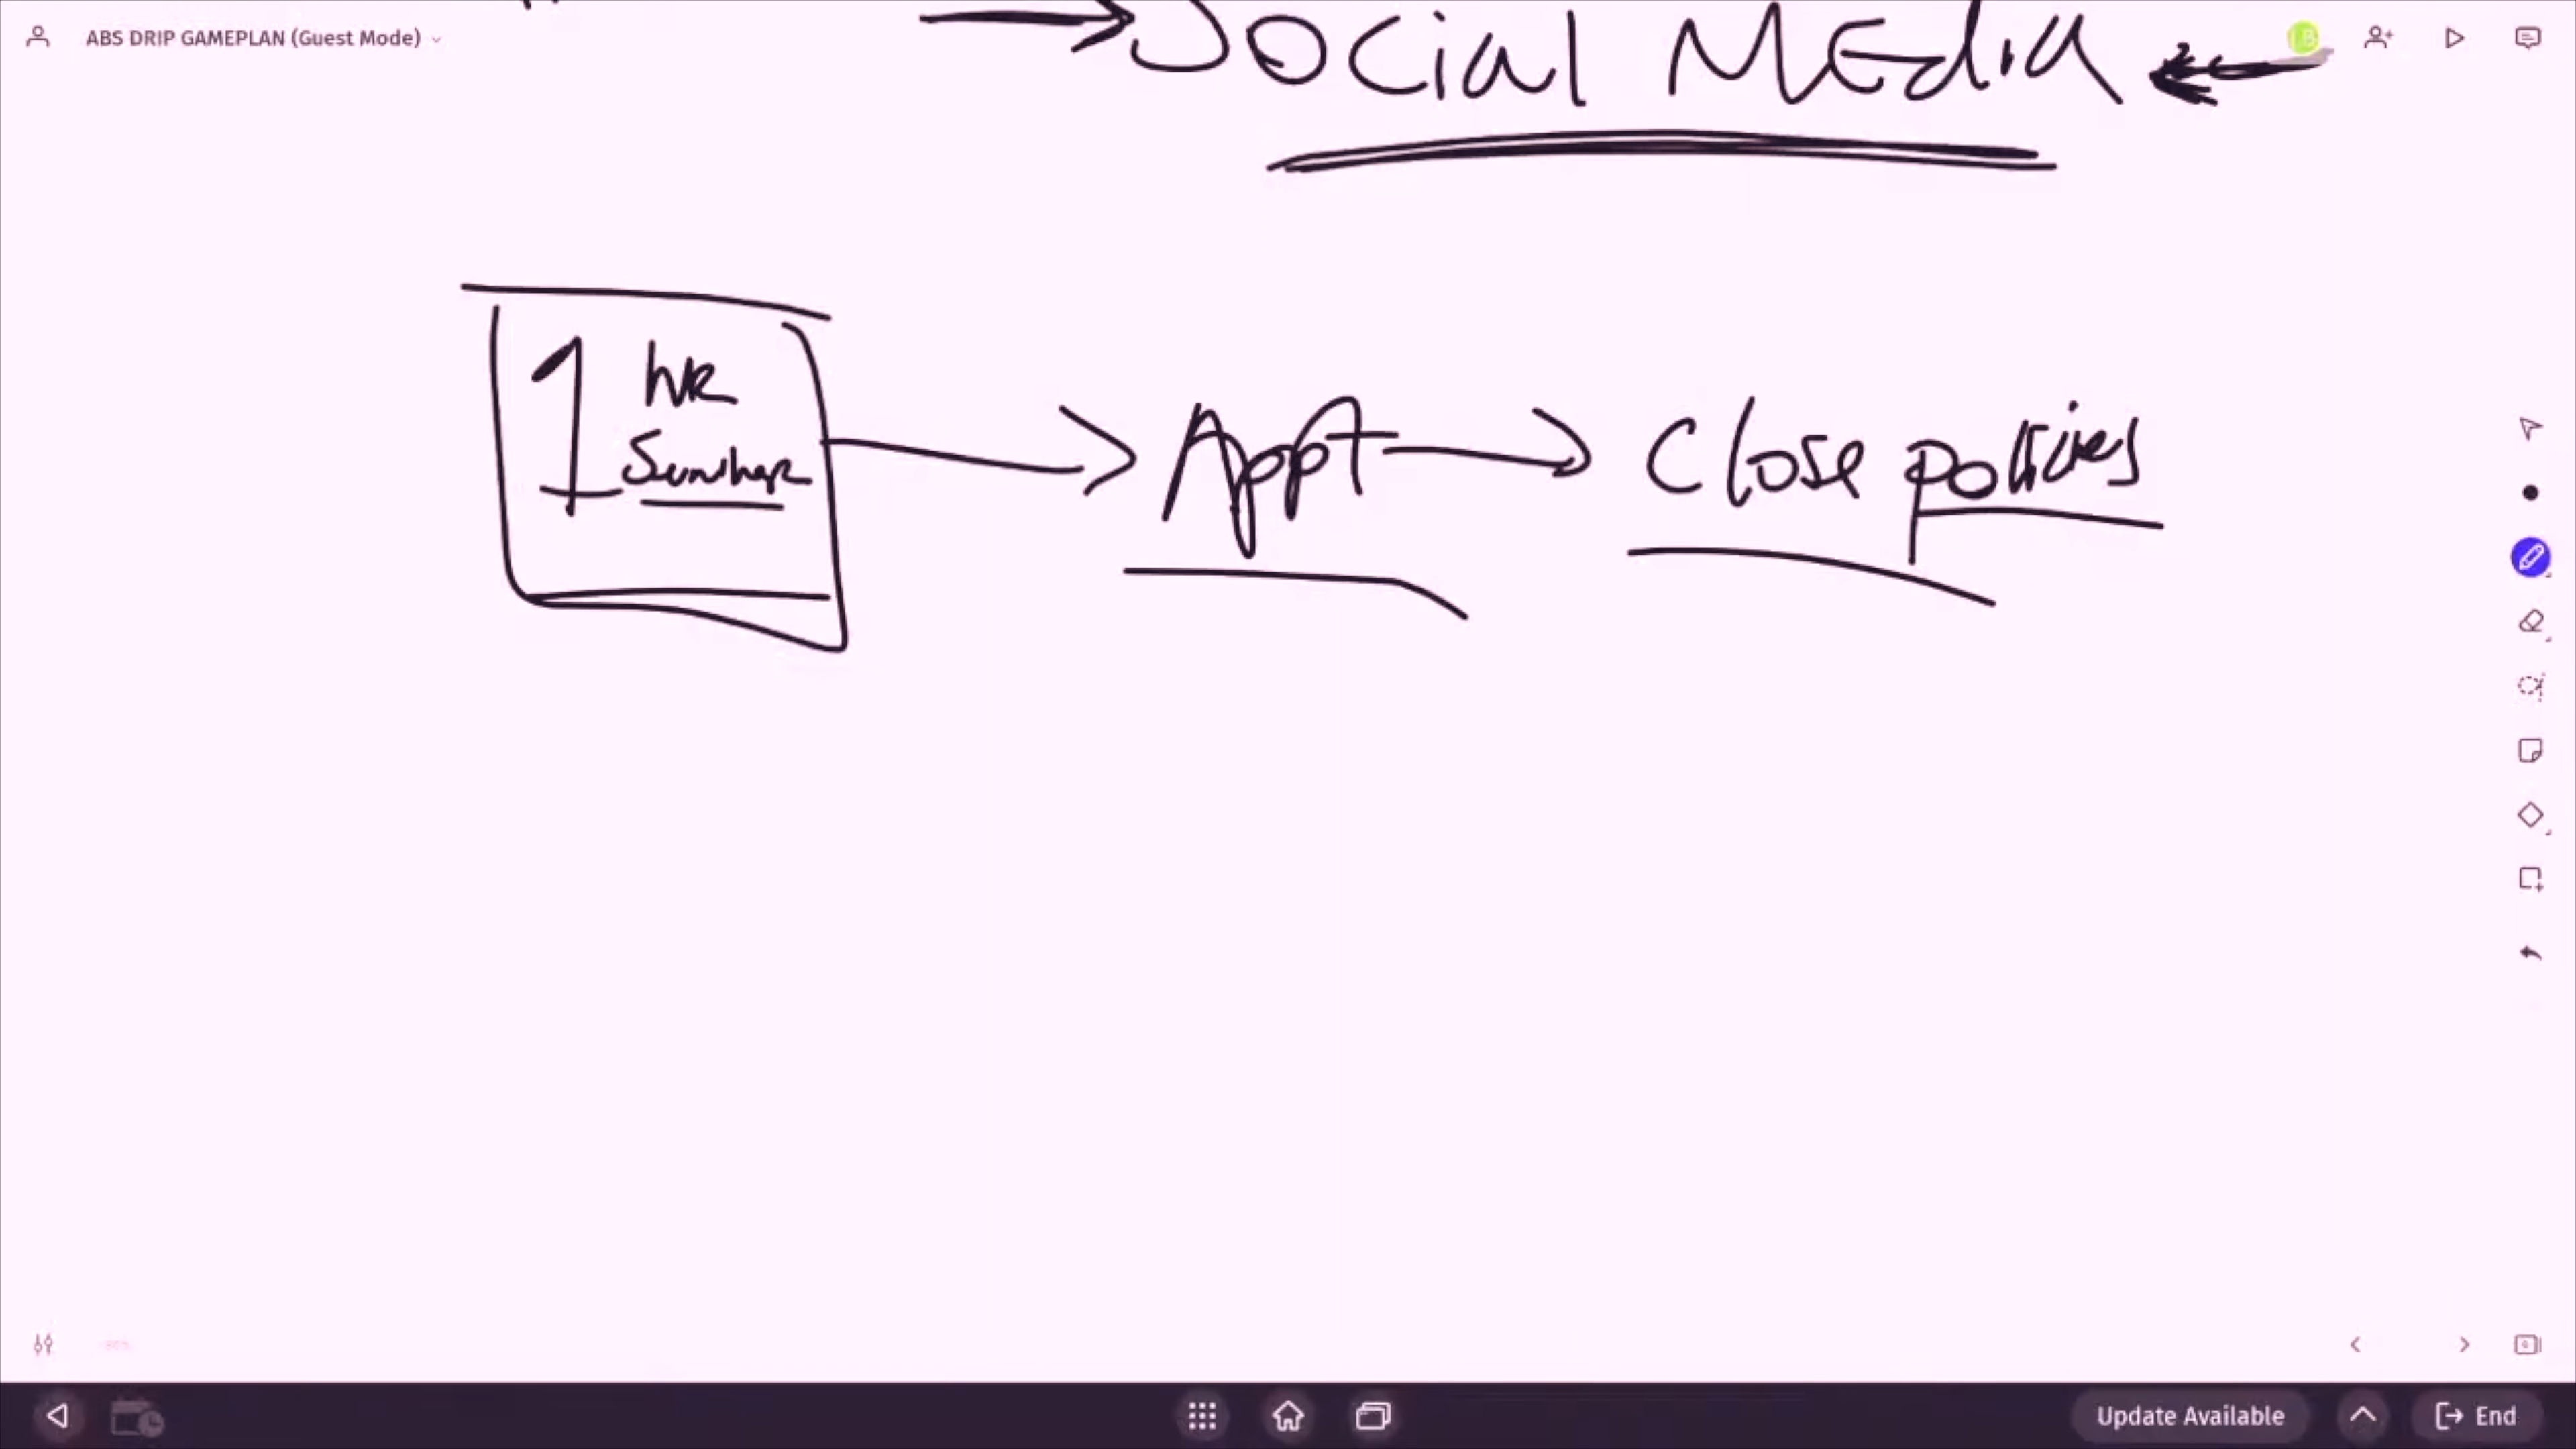 ABS DRIP GAMEPLAN (Guest Mode)
Social Media
1 hr
Seminar
Appt
Close policies
Update Available
End